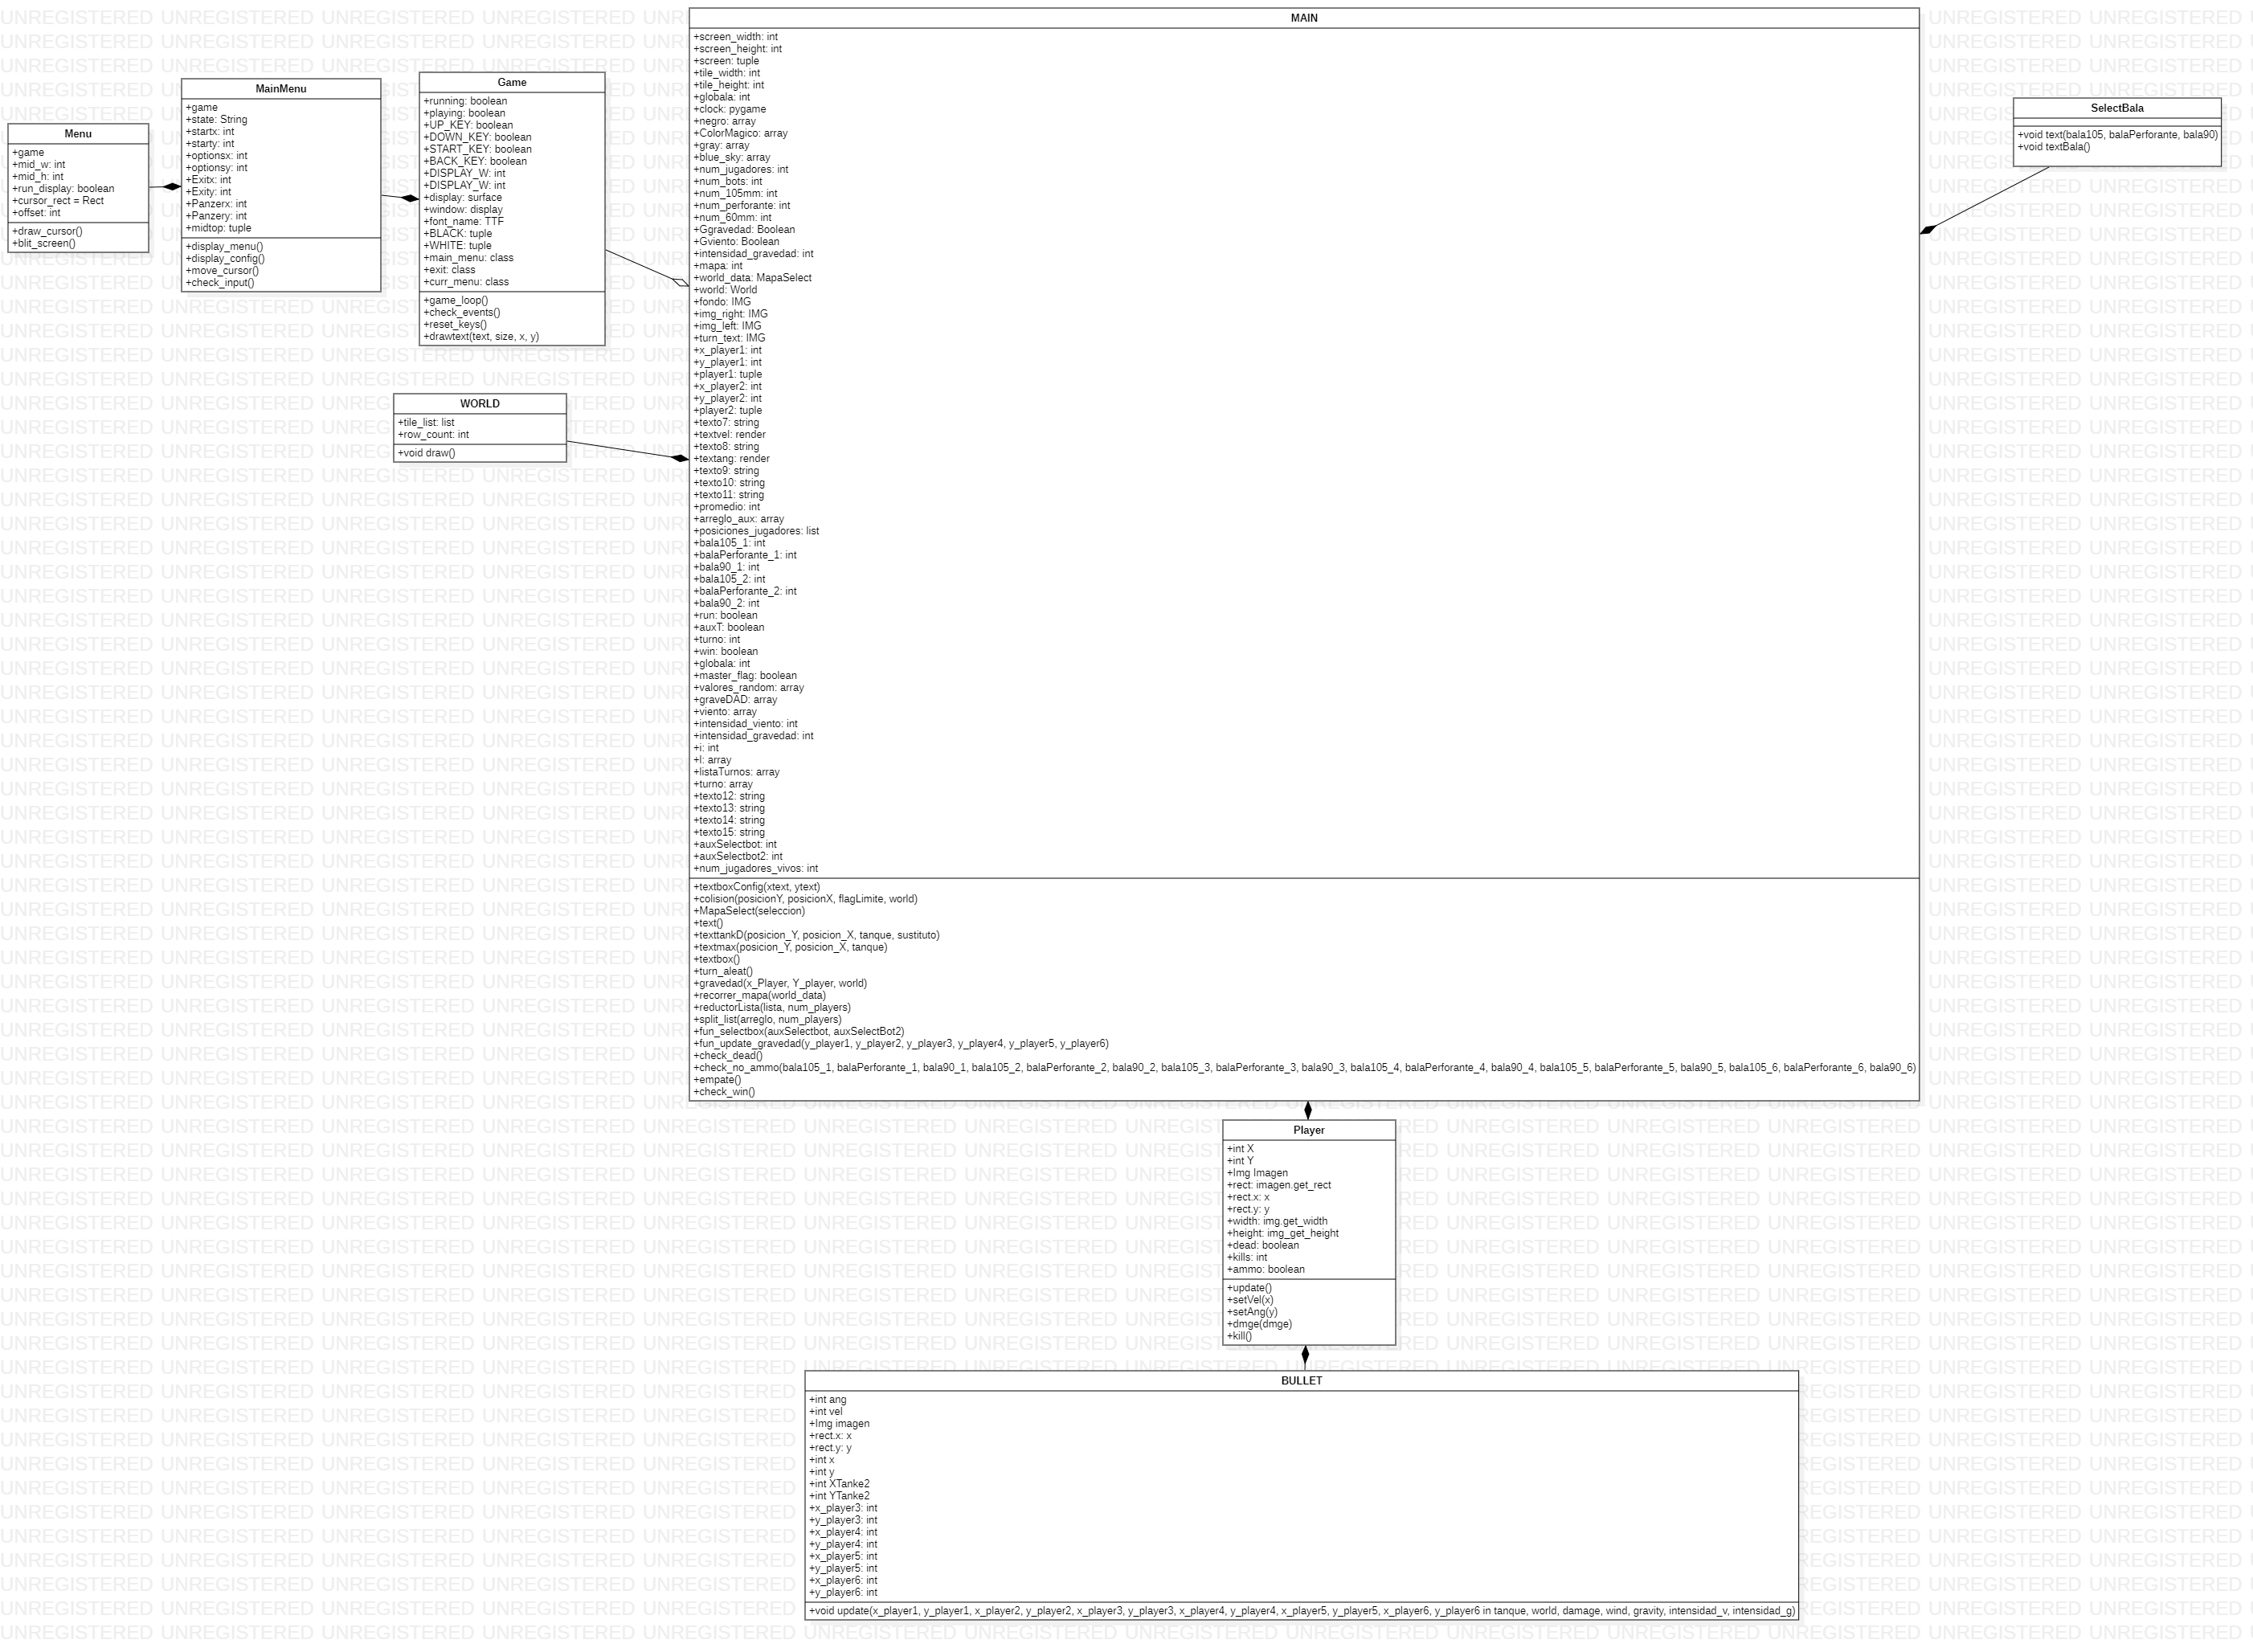 Menu
+game
+mid_w: int
+mid_h: int
+run_display: boolean
+cursor_rect = Rect
+offset: int
+draw_cursor()
+blit_screen()
MainMenu
+game
+state: String
+startx: int
+starty: int
+optionsx: int
+optionsy: int
+Exitx: int
+Exity: int
+Panzerx: int
+Panzery: int
+midtop: tuple
+display_menu()
+display_config()
+move_cursor()
+check_input()
Game
+running: boolean
+playing: boolean
+UP_KEY: boolean
+DOWN_KEY: boolean
+START_KEY: boolean
+BACK_KEY: boolean
+DISPLAY_W: int
+DISPLAY_W: int
+display: surface
+window: display
+font_name: TTF
+BLACK: tuple
+WHITE: tuple
+main_menu: class
+exit: class
+curr_menu: class
+game_loop()
+check_events()
+reset_keys()
+drawtext(text, size, x, y)
WORLD
+tile_list: list
+row_count: int
+void draw()
MAIN
+screen_width: int
+screen_height: int
+screen: tuple
+tile_width: int
+tile_height: int
+globala: int
+clock: pygame
+negro: array
+ColorMagico: array
+gray: array
+blue_sky: array
+num_jugadores: int
+num_bots: int
+num_105mm: int
+num_perforante: int
+num_60mm: int
+Ggravedad: Boolean
+Gviento: Boolean
+intensidad_gravedad: int
+mapa: int
+world_data: MapaSelect
+world: World
+fondo: IMG
+img_right: IMG
+img_left: IMG
+turn_text: IMG
+x_player1: int
+y_player1: int
+player1: tuple
+x_player2: int
+y_player2: int
+player2: tuple
+texto7: string
+textvel: render
+texto8: string
+textang: render
+texto9: string
+texto10: string
+texto11: string
+promedio: int
+arreglo_aux: array
+posiciones_jugadores: list
+bala105_1: int
+balaPerforante_1: int
+bala90_1: int
+bala105_2: int
+balaPerforante_2: int
+bala90_2: int
+run: boolean
+auxT: boolean
+turno: int
+win: boolean
+globala: int
+master_flag: boolean
+valores_random: array
+graveDAD: array
+viento: array
+intensidad_viento: int
+intensidad_gravedad: int
+i: int
+l: array
+listaTurnos: array
+turno: array
+texto12: string
+texto13: string
+texto14: string
+texto15: string
+auxSelectbot: int
+auxSelectbot2: int
+num_jugadores_vivos: int
+textboxConfig(xtext, ytext)
+colision(posicionY, posicionX, flagLimite, world)
+MapaSelect(seleccion)
+text()
+texttankD(posicion_Y, posicion_X, tanque, sustituto)
+textmax(posicion_Y, posicion_X, tanque)
+textbox()
+turn_aleat()
+gravedad(x_Player, Y_player, world)
+recorrer_mapa(world_data)
+reductorLista(lista, num_players)
+split_list(arreglo, num_players)
+fun_selectbox(auxSelectbot, auxSelectBot2)
+fun_update_gravedad(y_player1, y_player2, y_player3, y_player4, y_player5, y_player6)
+check_dead()
+check_no_ammo(bala105_1, balaPerforante_1, bala90_1, bala105_2, balaPerforante_2, bala90_2, bala105_3, balaPerforante_3, bala90_3, bala105_4, balaPerforante_4, bala90_4, bala105_5, balaPerforante_5, bala90_5, bala105_6, balaPerforante_6, bala90_6)
+empate()
+check_win()
SelectBala
+void text(bala105, balaPerforante, bala90)
+void textBala()
Player
+int X
+int Y
+Img Imagen
+rect: imagen.get_rect
+rect.x: x
+rect.y: y
+width: img.get_width
+height: img_get_height
+dead: boolean
+kills: int
+ammo: boolean
+update()
+setVel(x)
+setAng(y)
+dmge(dmge)
+kill()
BULLET
+int ang
+int vel
+Img imagen
+rect.x: x
+rect.y: y
+int x
+int y
+int XTanke2
+int YTanke2
+x_player3: int
+y_player3: int
+x_player4: int
+y_player4: int
+x_player5: int
+y_player5: int
+x_player6: int
+y_player6: int
+void update(x_player1, y_player1, x_player2, y_player2, x_player3, y_player3, x_player4, y_player4, x_player5, y_player5, x_player6, y_player6 in tanque, world, damage, wind, gravity, intensidad_v, intensidad_g)